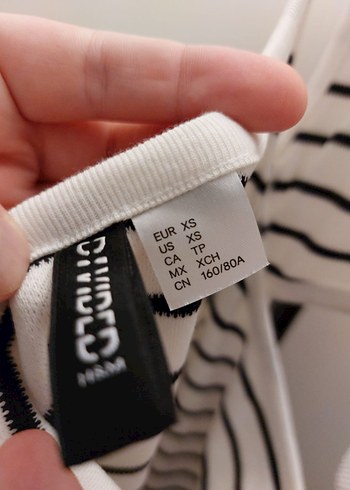 EUR XS
US XS
CA TP
MX XCH
CN 160/80A
DIVIDED
H&M